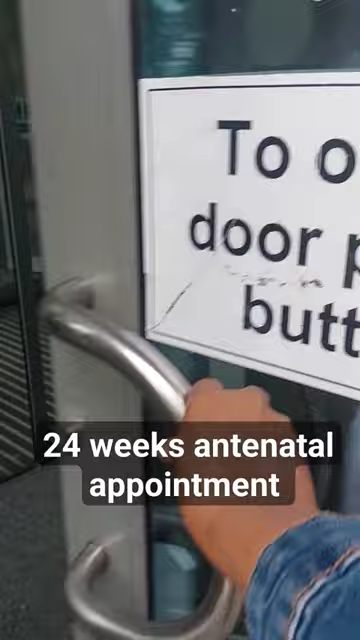 To o
door p
butt
24 weeks antenatal
appointment